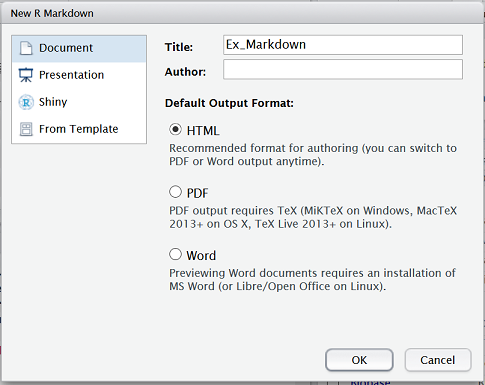 New R Markdown
Document
Presentation
Shiny
From Template
Title: Ex_Markdown
Author:
Default Output Format:
HTML
Recommended format for authoring (you can switch to
PDF or Word output anytime).
PDF
PDF output requires TeX (MiKTeX on Windows, MacTeX
2013+ on OS X, TeX Live 2013+ on Linux).
Word
Previewing Word documents requires an installation of
MS Word (or Libre/Open Office on Linux).
OK Cancel